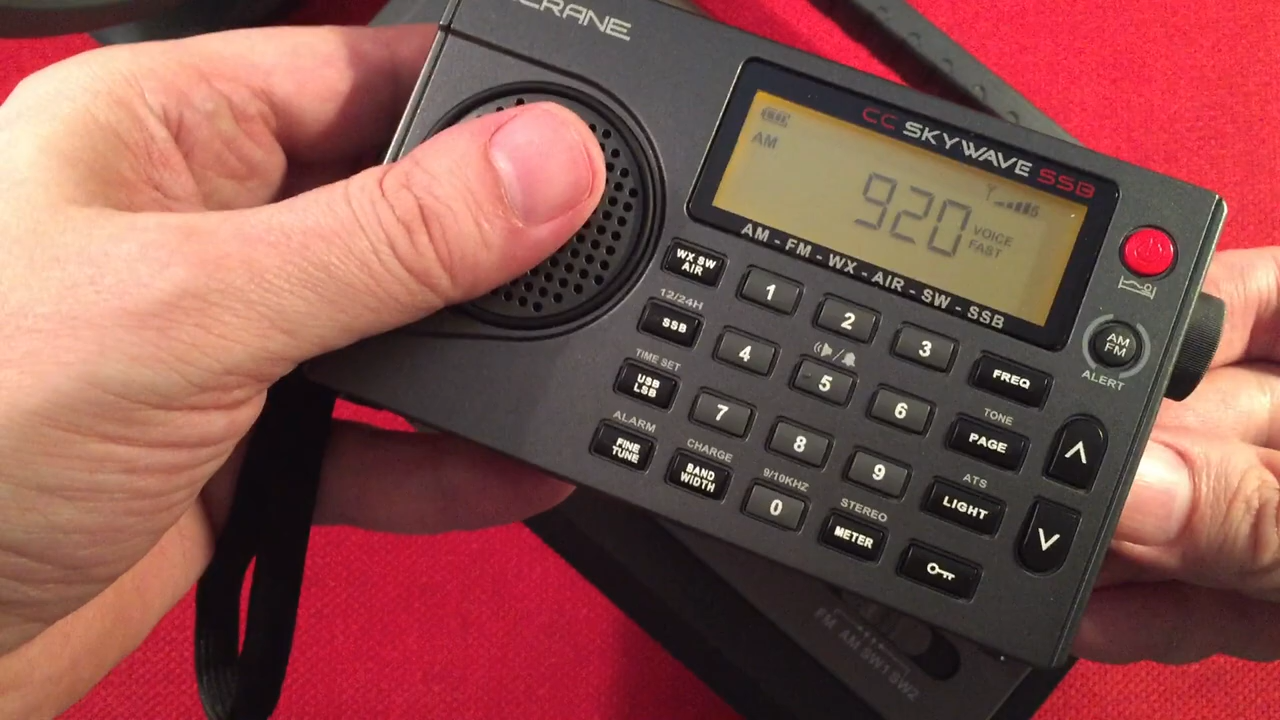 CRANE
CC SKYWAVE SSB
AM
920
VOICE
FAST
AM - FM - WX - AIR - SW - SSB
WX SW
AIR
1
2
3
FREQ
AM
FM
ALERT
12/24H
SSB
4
5
6
TONE
PAGE
TIME SET
USB
LSB
7
8
9
ATS
LIGHT
ALARM
FINE
TUNE
CHARGE
BAND
WIDTH
9/10KHZ
0
STEREO
METER
FM AM SW1 SW2